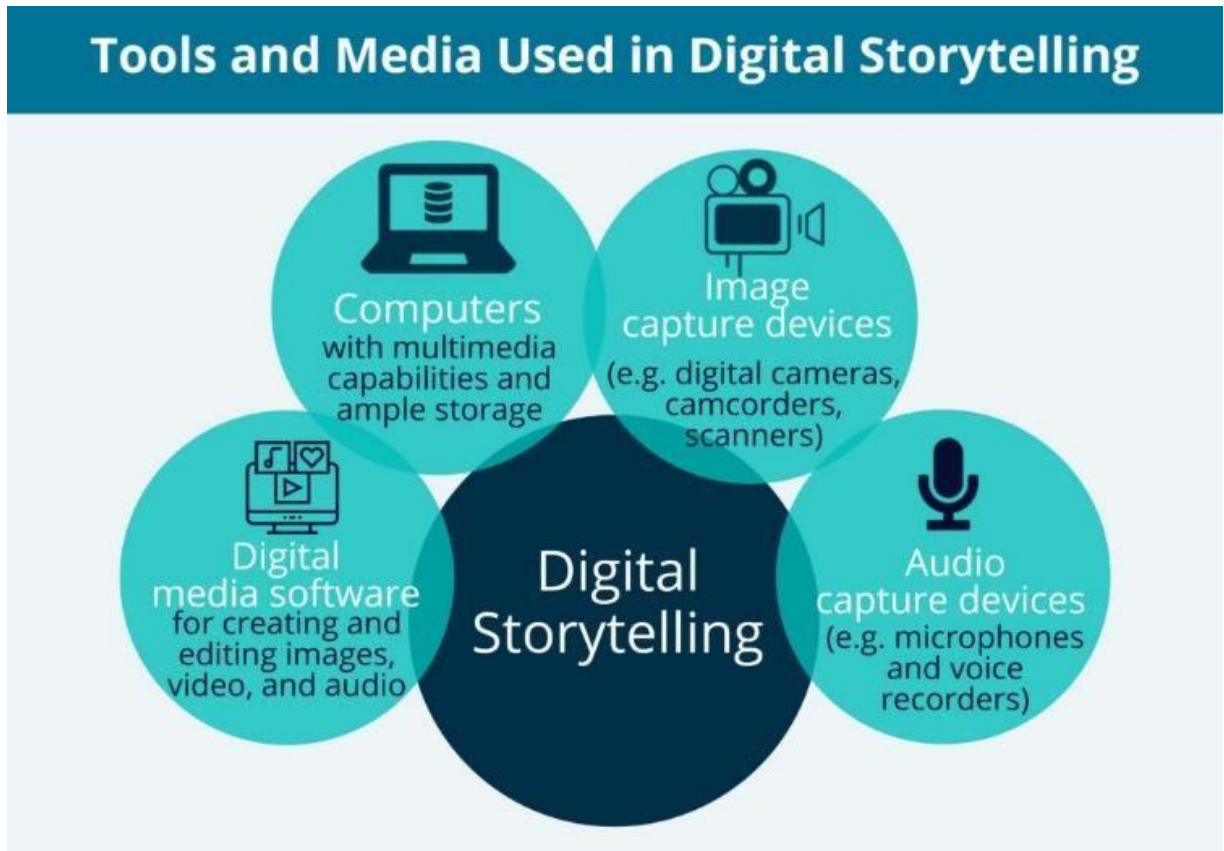 Tools and Media Used in Digital Storytelling
Computers
with multimedia
capabilities and
ample storage
Image
capture devices
(e.g. digital cameras,
camcorders,
scanners)
Digital
media software
for creating and
editing images,
video, and audio
Digital
Storytelling
Audio
capture devices
(e.g. microphones
and voice
recorders)